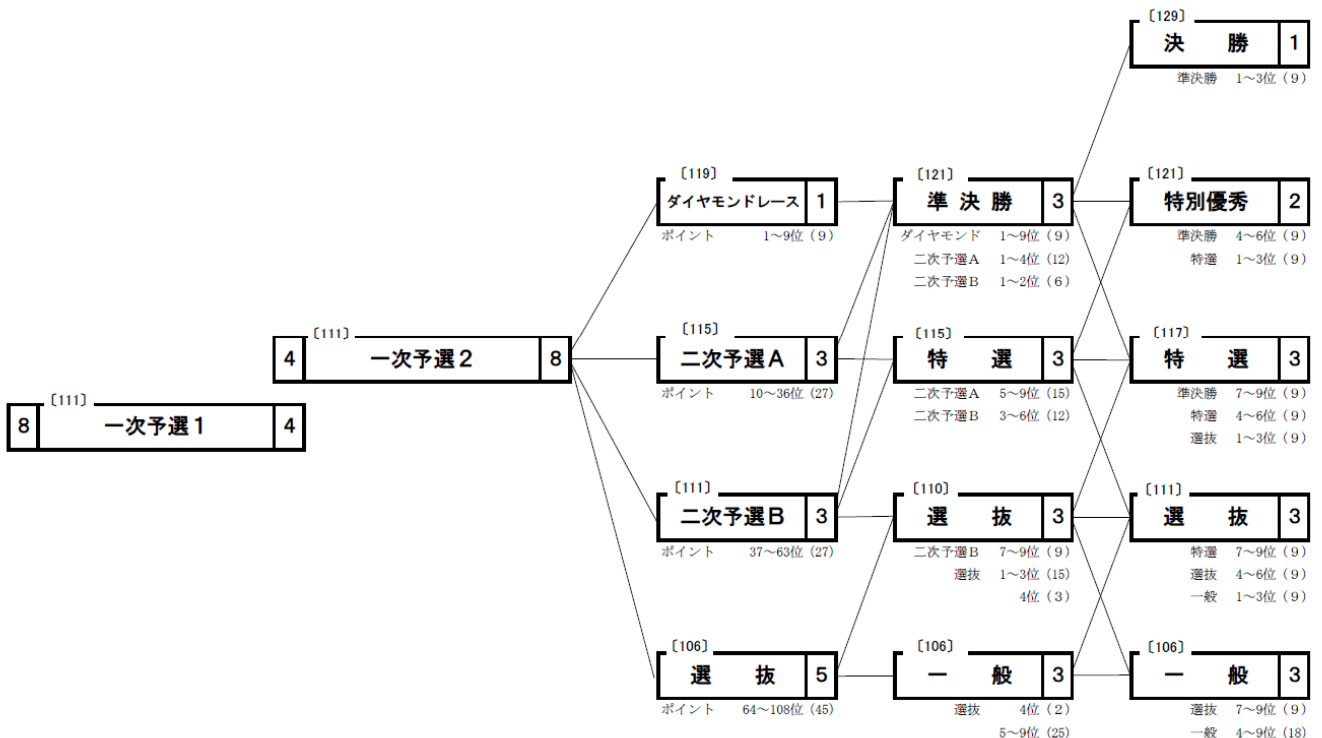 〔129〕
決　勝 1
準決勝 1～3位（9）
〔119〕
ダイヤモンドレース 1
ポイント 1～9位（9）
〔121〕
準 決 勝 3
ダイヤモンド 1～9位（9）
二次予選A 1～4位（12）
二次予選B 1～2位（6）
〔121〕
特別優秀 2
準決勝 4～6位（9）
特選 1～3位（9）
〔111〕
4 一次予選２ 8
〔111〕
8 一次予選１ 4
〔115〕
二次予選A 3
ポイント 10～36位（27）
〔115〕
特　選 3
二次予選A 5～9位（15）
二次予選B 3～6位（12）
〔117〕
特　選 3
準決勝 7～9位（9）
特選 4～6位（9）
選抜 1～3位（9）
〔111〕
二次予選B 3
ポイント 37～63位（27）
〔110〕
選　抜 3
二次予選B 7～9位（9）
選抜 1～3位（15）
4位（3）
〔111〕
選　抜 3
特選 7～9位（9）
選抜 4～6位（9）
一般 1～3位（9）
〔106〕
選　抜 5
ポイント 64～108位（45）
〔106〕
一　般 3
選抜 4位（2）
5～9位（25）
〔106〕
一　般 3
選抜 7～9位（9）
一般 4～9位（18）